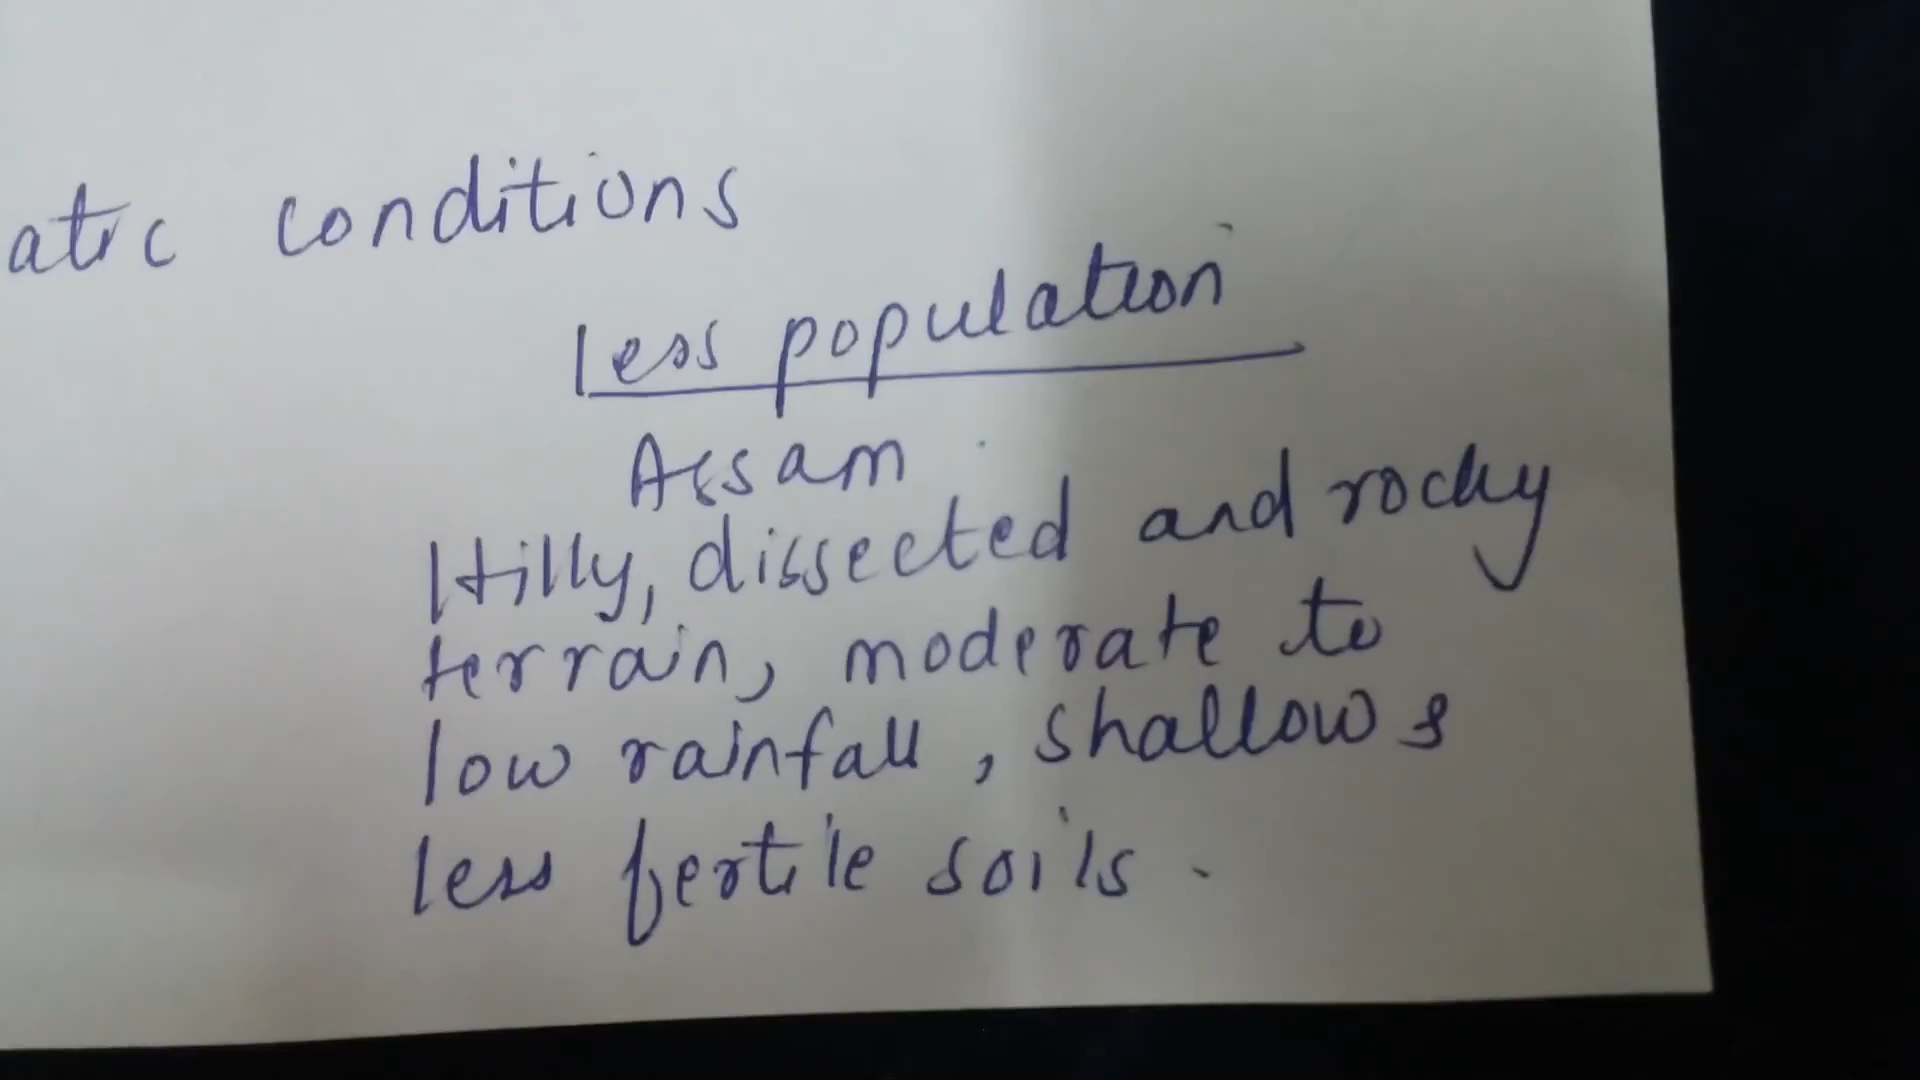 atic conditions
less population
Assam
Hilly, dissected and rocky
terrain, moderate to
low rainfall, shallow &
less fertile soils.